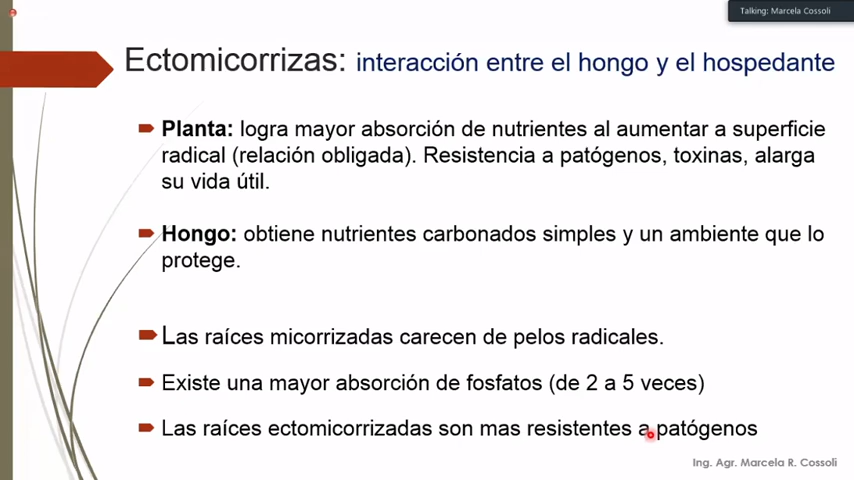 Talking: Marcela Cossoli
Ectomicorrizas: interacción entre el hongo y el hospedante
Planta: logra mayor absorción de nutrientes al aumentar a superficie
radical (relación obligada). Resistencia a patógenos, toxinas, alarga
su vida útil.
Hongo: obtiene nutrientes carbonados simples y un ambiente que lo
protege.
Las raíces micorrizadas carecen de pelos radicales.
Existe una mayor absorción de fosfatos (de 2 a 5 veces)
Las raíces ectomicorrizadas son mas resistentes a patógenos
Ing. Agr. Marcela R. Cossoli